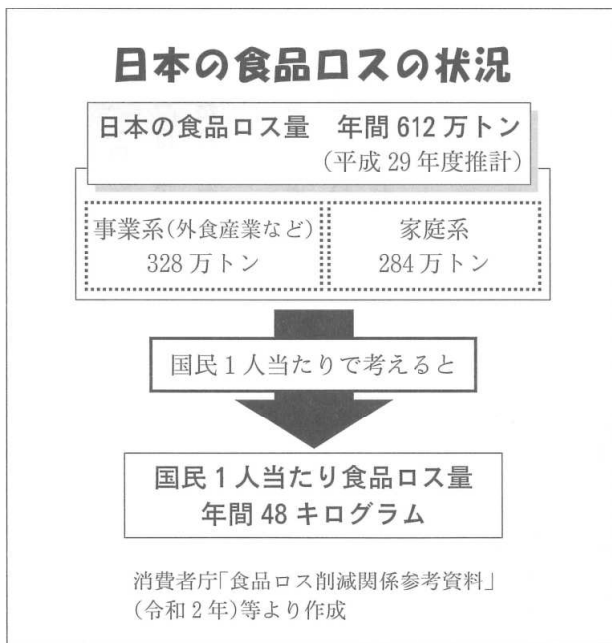 日本の食品ロスの状況
日本の食品ロス量　年間612万トン
（平成29年度推計）
事業系（外食産業など）
328万トン
家庭系
284万トン
国民1人当たりで考えると
国民1人当たり食品ロス量
年間48キログラム
消費者庁「食品ロス削減関係参考資料」
（令和2年）等より作成